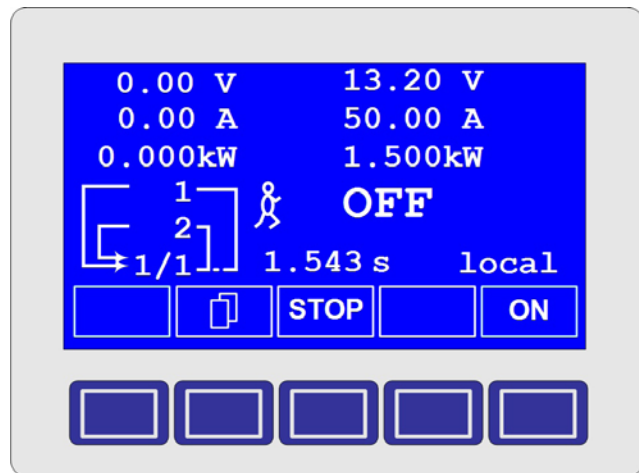 0.00 V 13.20 V
0.00 A 50.00 A
0.000kW 1.500kW
1 OFF
2
1/1 1.543 s local
STOP ON